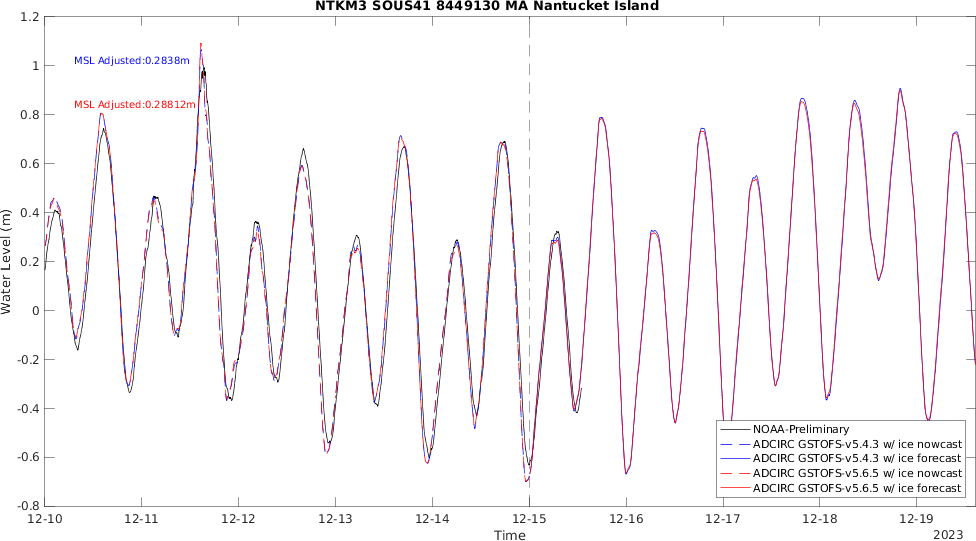 NTKM3 SOUS41 8449130 MA Nantucket Island
1.2
1
0.8
0.6
0.4
0.2
0
-0.2
-0.4
-0.6
-0.8
Water Level (m)
MSL Adjusted:0.2838m
MSL Adjusted:0.28812m
NOAA-Preliminary
ADCIRC GSTOFS-v5.4.3 w/ ice nowcast
ADCIRC GSTOFS-v5.4.3 w/ ice forecast
ADCIRC GSTOFS-v5.6.5 w/ ice nowcast
ADCIRC GSTOFS-v5.6.5 w/ ice forecast
12-10 12-11 12-12 12-13 12-14 12-15 12-16 12-17 12-18 12-19
Time
2023